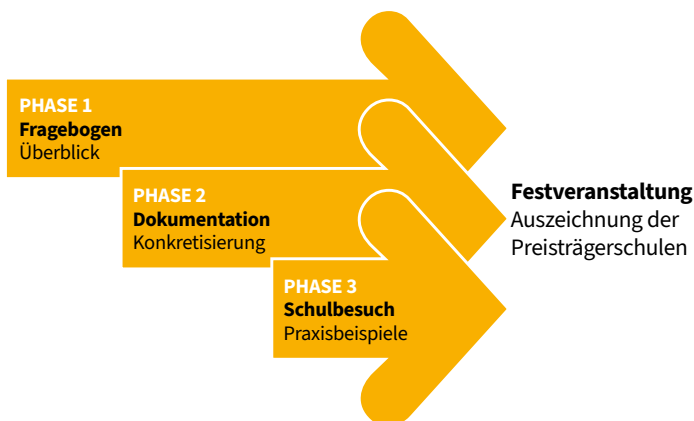 PHASE 1
Fragebogen
Überblick
PHASE 2
Dokumentation
Konkretisierung
PHASE 3
Schulbesuch
Praxisbeispiele
Festveranstaltung
Auszeichnung der
Preisträgerschulen